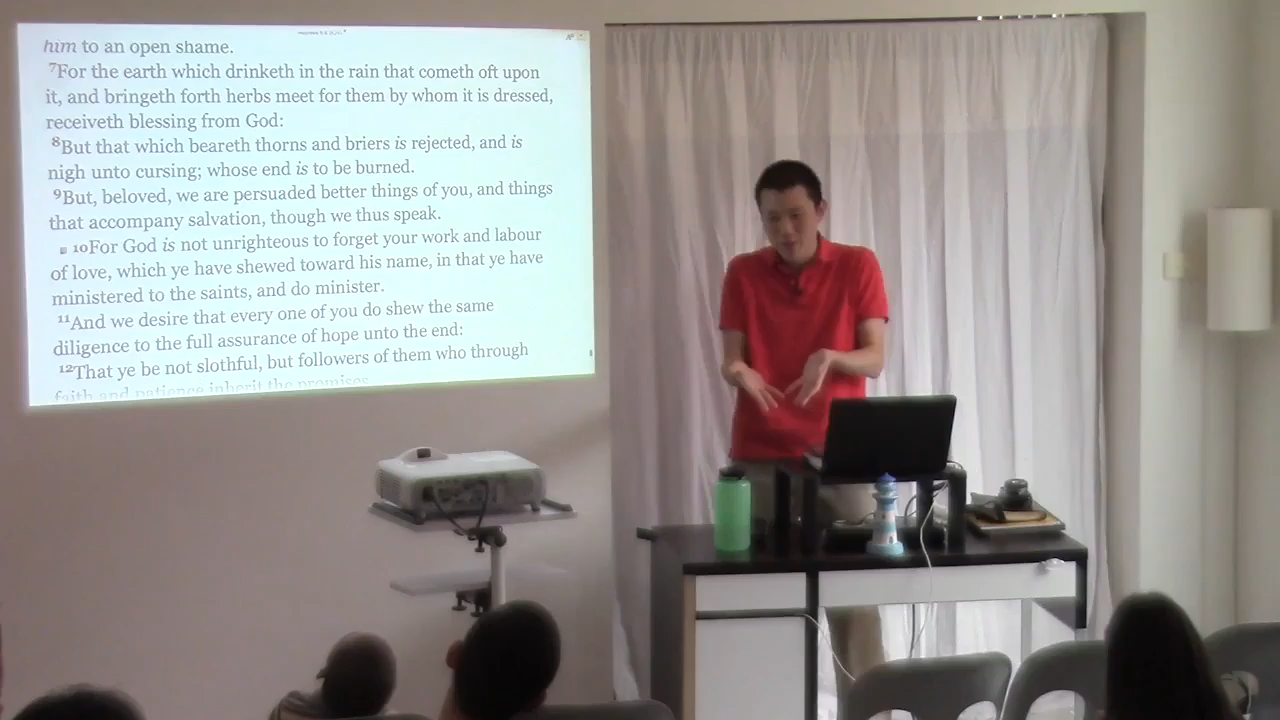 him to an open shame.
⁷For the earth which drinketh in the rain that cometh oft upon
it, and bringeth forth herbs meet for them by whom it is dressed,
receiveth blessing from God:
⁸But that which beareth thorns and briers is rejected, and is
nigh unto cursing; whose end is to be burned.
⁹But, beloved, we are persuaded better things of you, and things
that accompany salvation, though we thus speak.
¹⁰For God is not unrighteous to forget your work and labour
of love, which ye have shewed toward his name, in that ye have
ministered to the saints, and do minister.
¹¹And we desire that every one of you do shew the same
diligence to the full assurance of hope unto the end:
¹²That ye be not slothful, but followers of them who through
faith and patience inherit the promises.